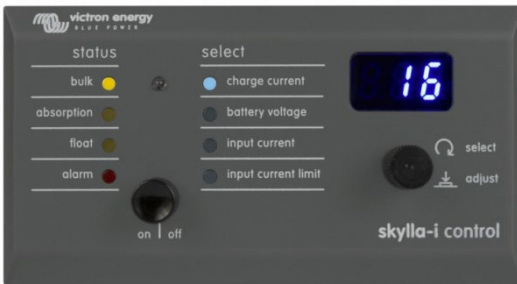 victron energy
BLUE POWER
status
select
bulk
charge current
16
absorption
battery voltage
float
input current
select
alarm
input current limit
adjust
on | off
skylla-i control